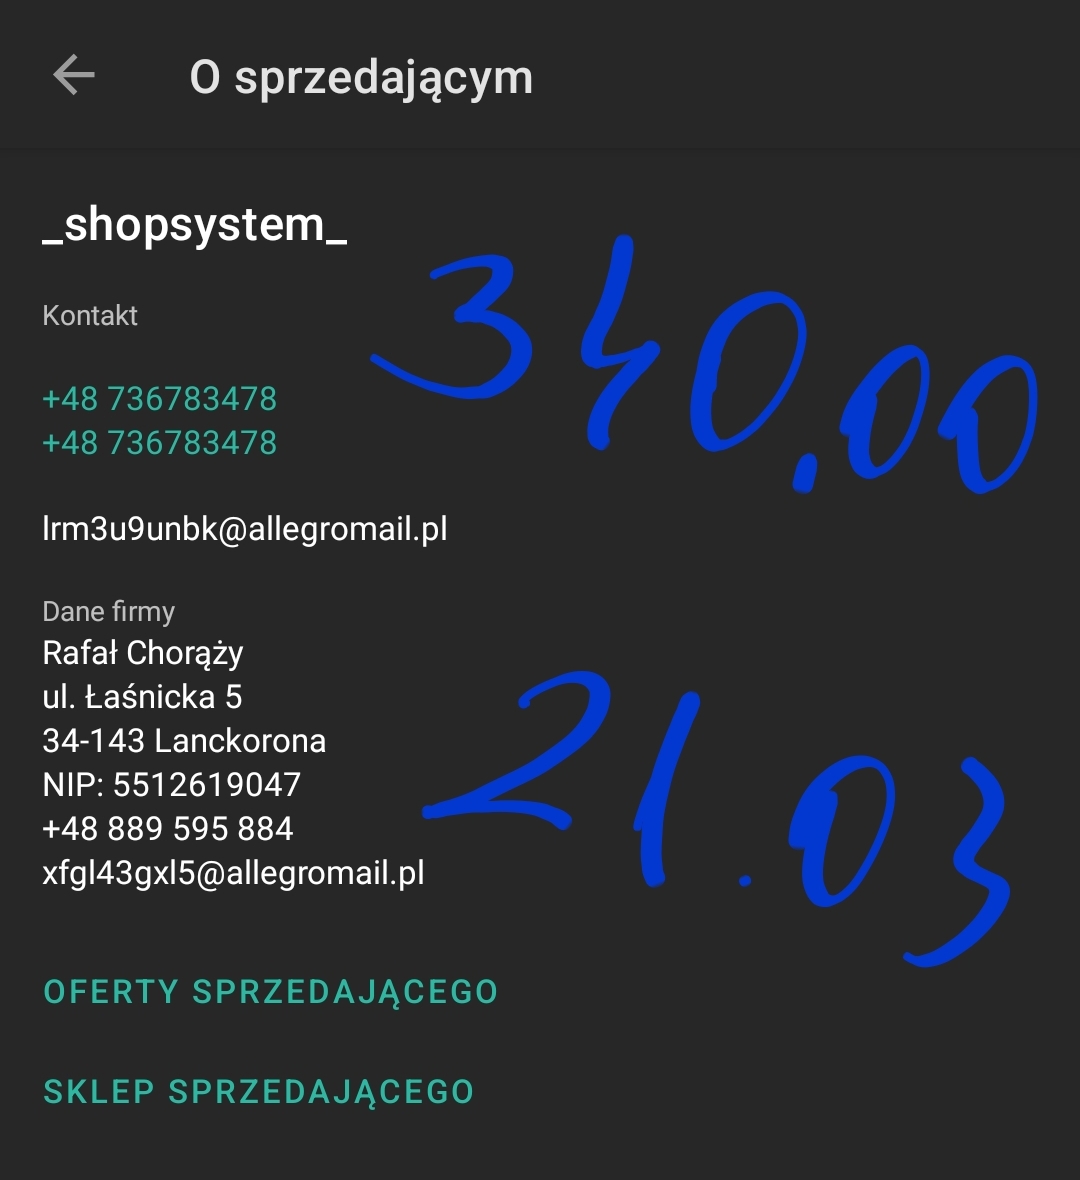 O sprzedającym
_shopsystem_
340.00
Kontakt
+48 736783478
+48 736783478
lrm3u9unbk@allegromail.pl
Dane firmy
Rafał Chorąży
ul. Łaśnicka 5
34-143 Lanckorona
NIP: 5512619047
+48 889 595 884
xfgl43gxl5@allegromail.pl
21.03
OFERTY SPRZEDAJĄCEGO
SKLEP SPRZEDAJĄCEGO